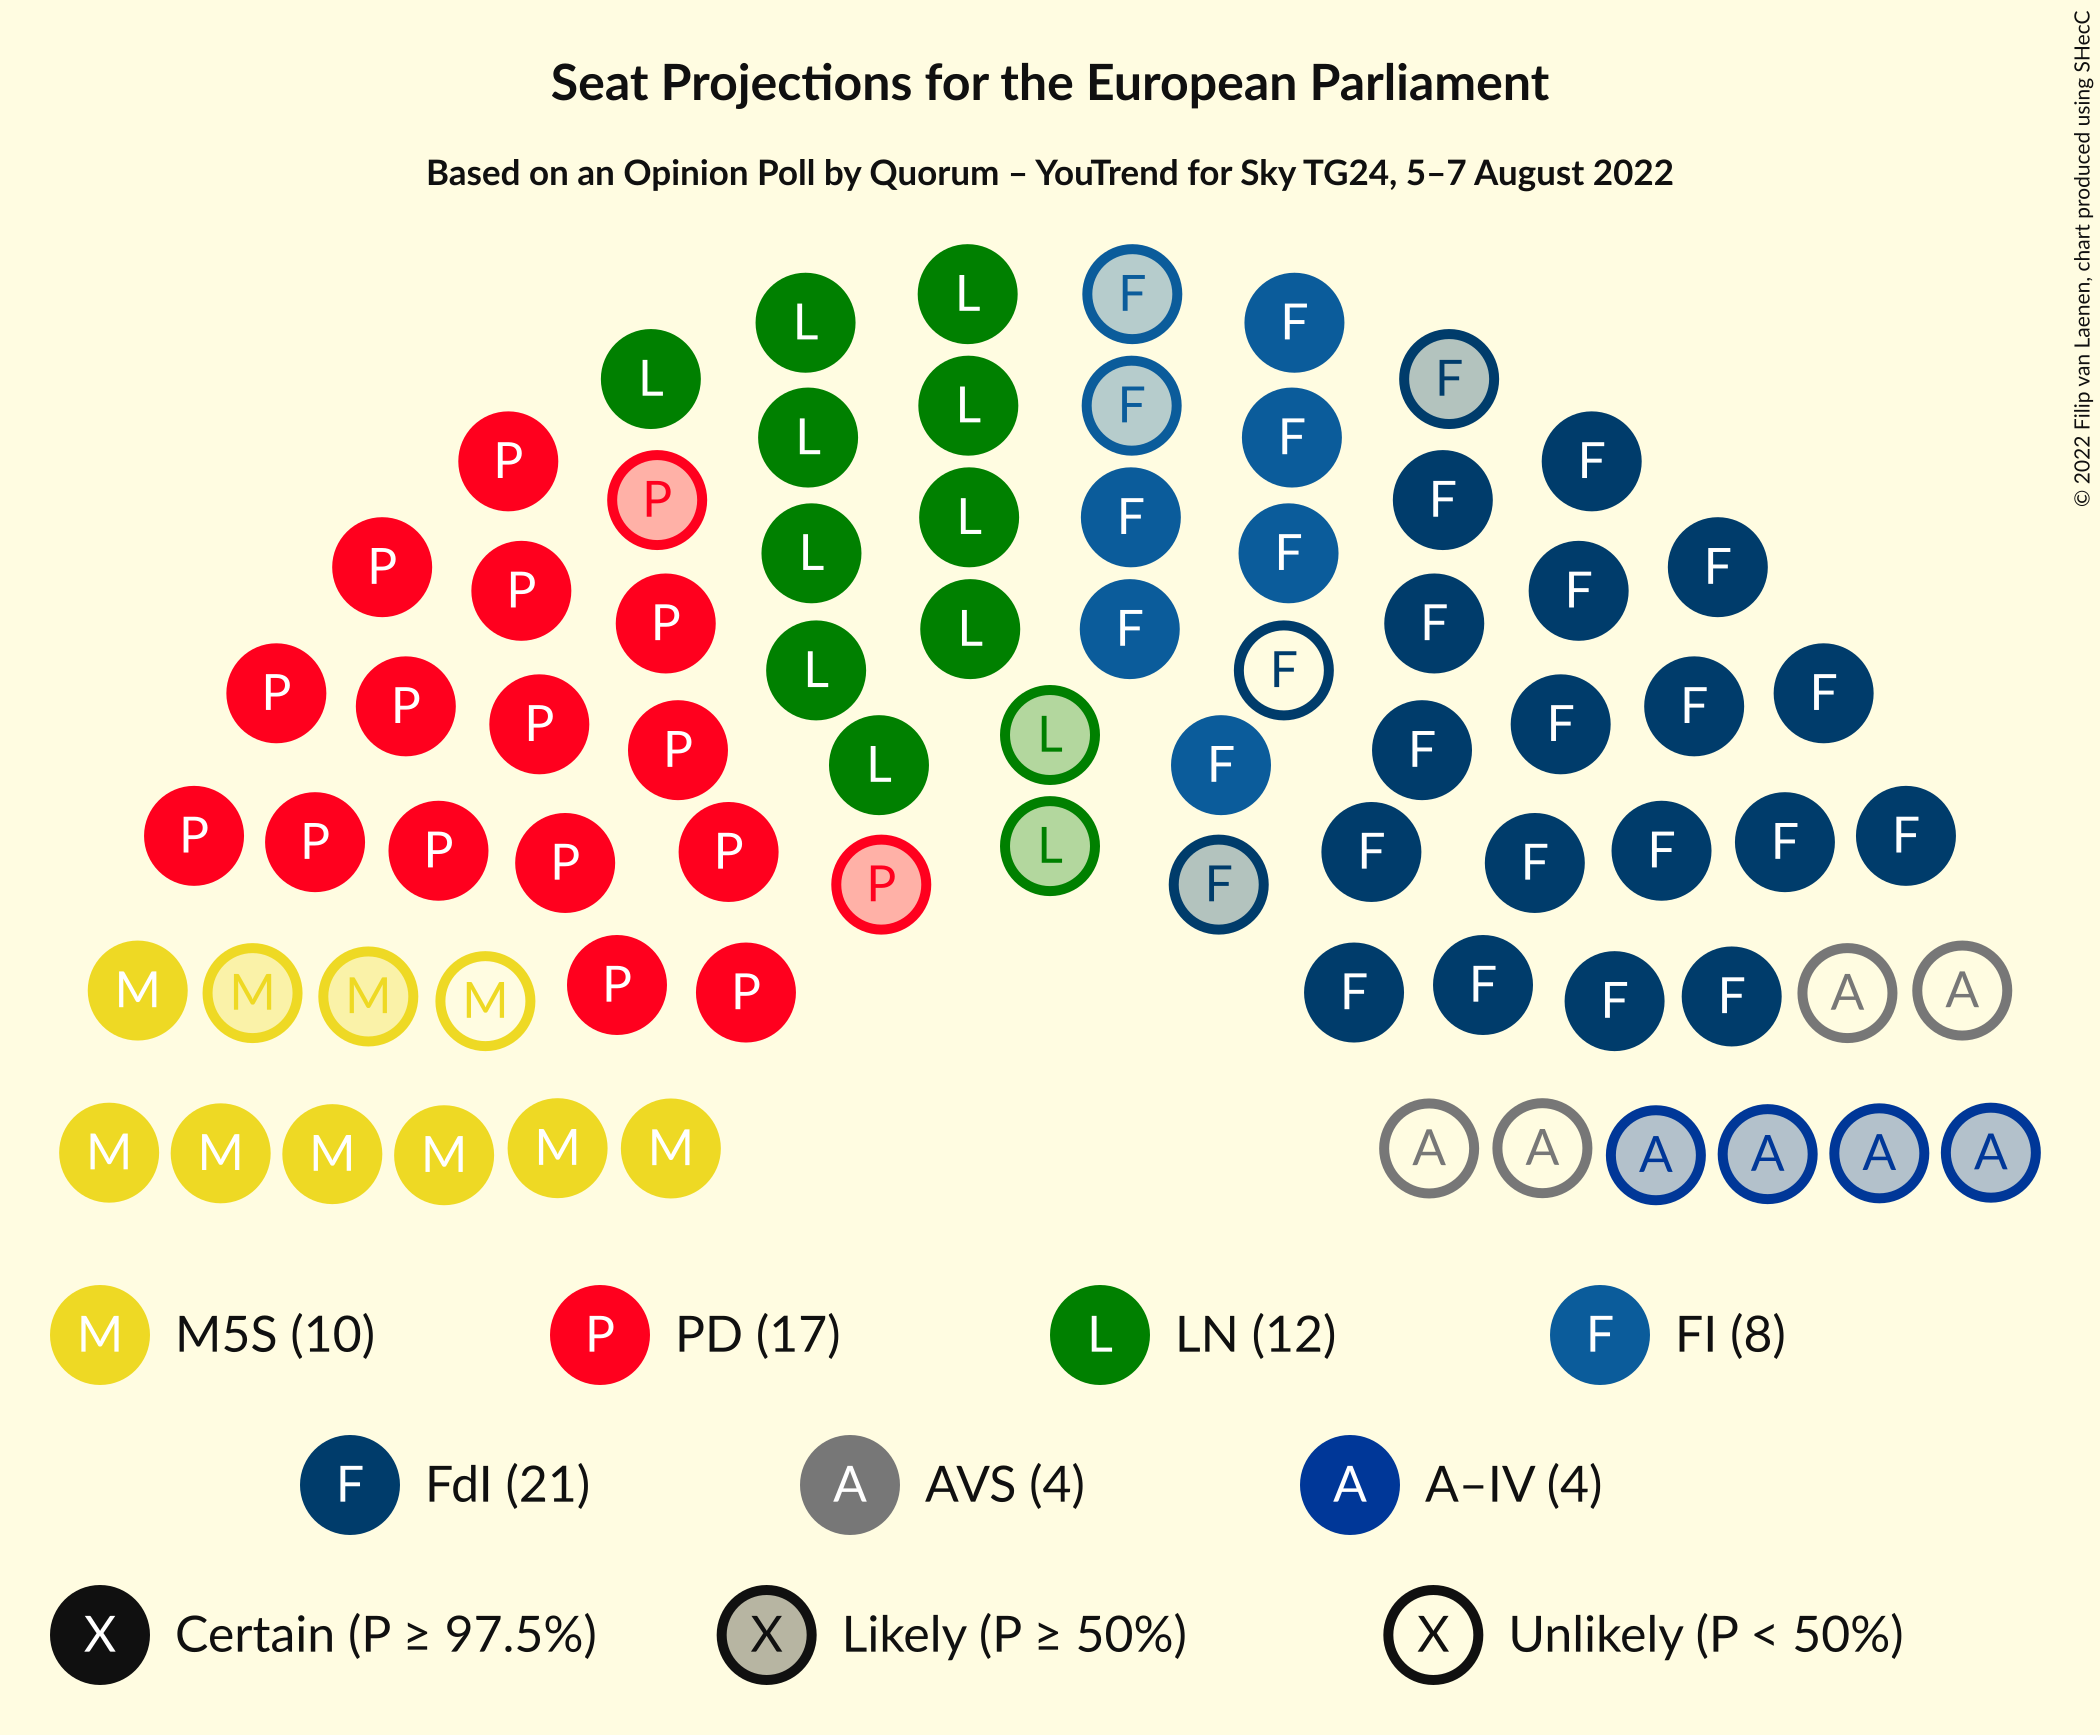 Seat Projections for the European Parliament
Based on an Opinion Poll by Quorum – YouTrend for Sky TG24, 5–7 August 2022
© 2022 Filip van Laenen, chart produced using SHecC
L L F F
L F
L L F F
P P F F
L L F F
P P F F
P L L F F F
P P P P F F F F
L L F
P P P P P L F F F F F F
P F
M M M M P P F F F F A A
M M M M M M A A A A A A
M M5S (10) P PD (17) L LN (12) F FI (8)
F FdI (21) A AVS (4) A A–IV (4)
X Certain (P ≥ 97.5%) X Likely (P ≥ 50%) X Unlikely (P < 50%)